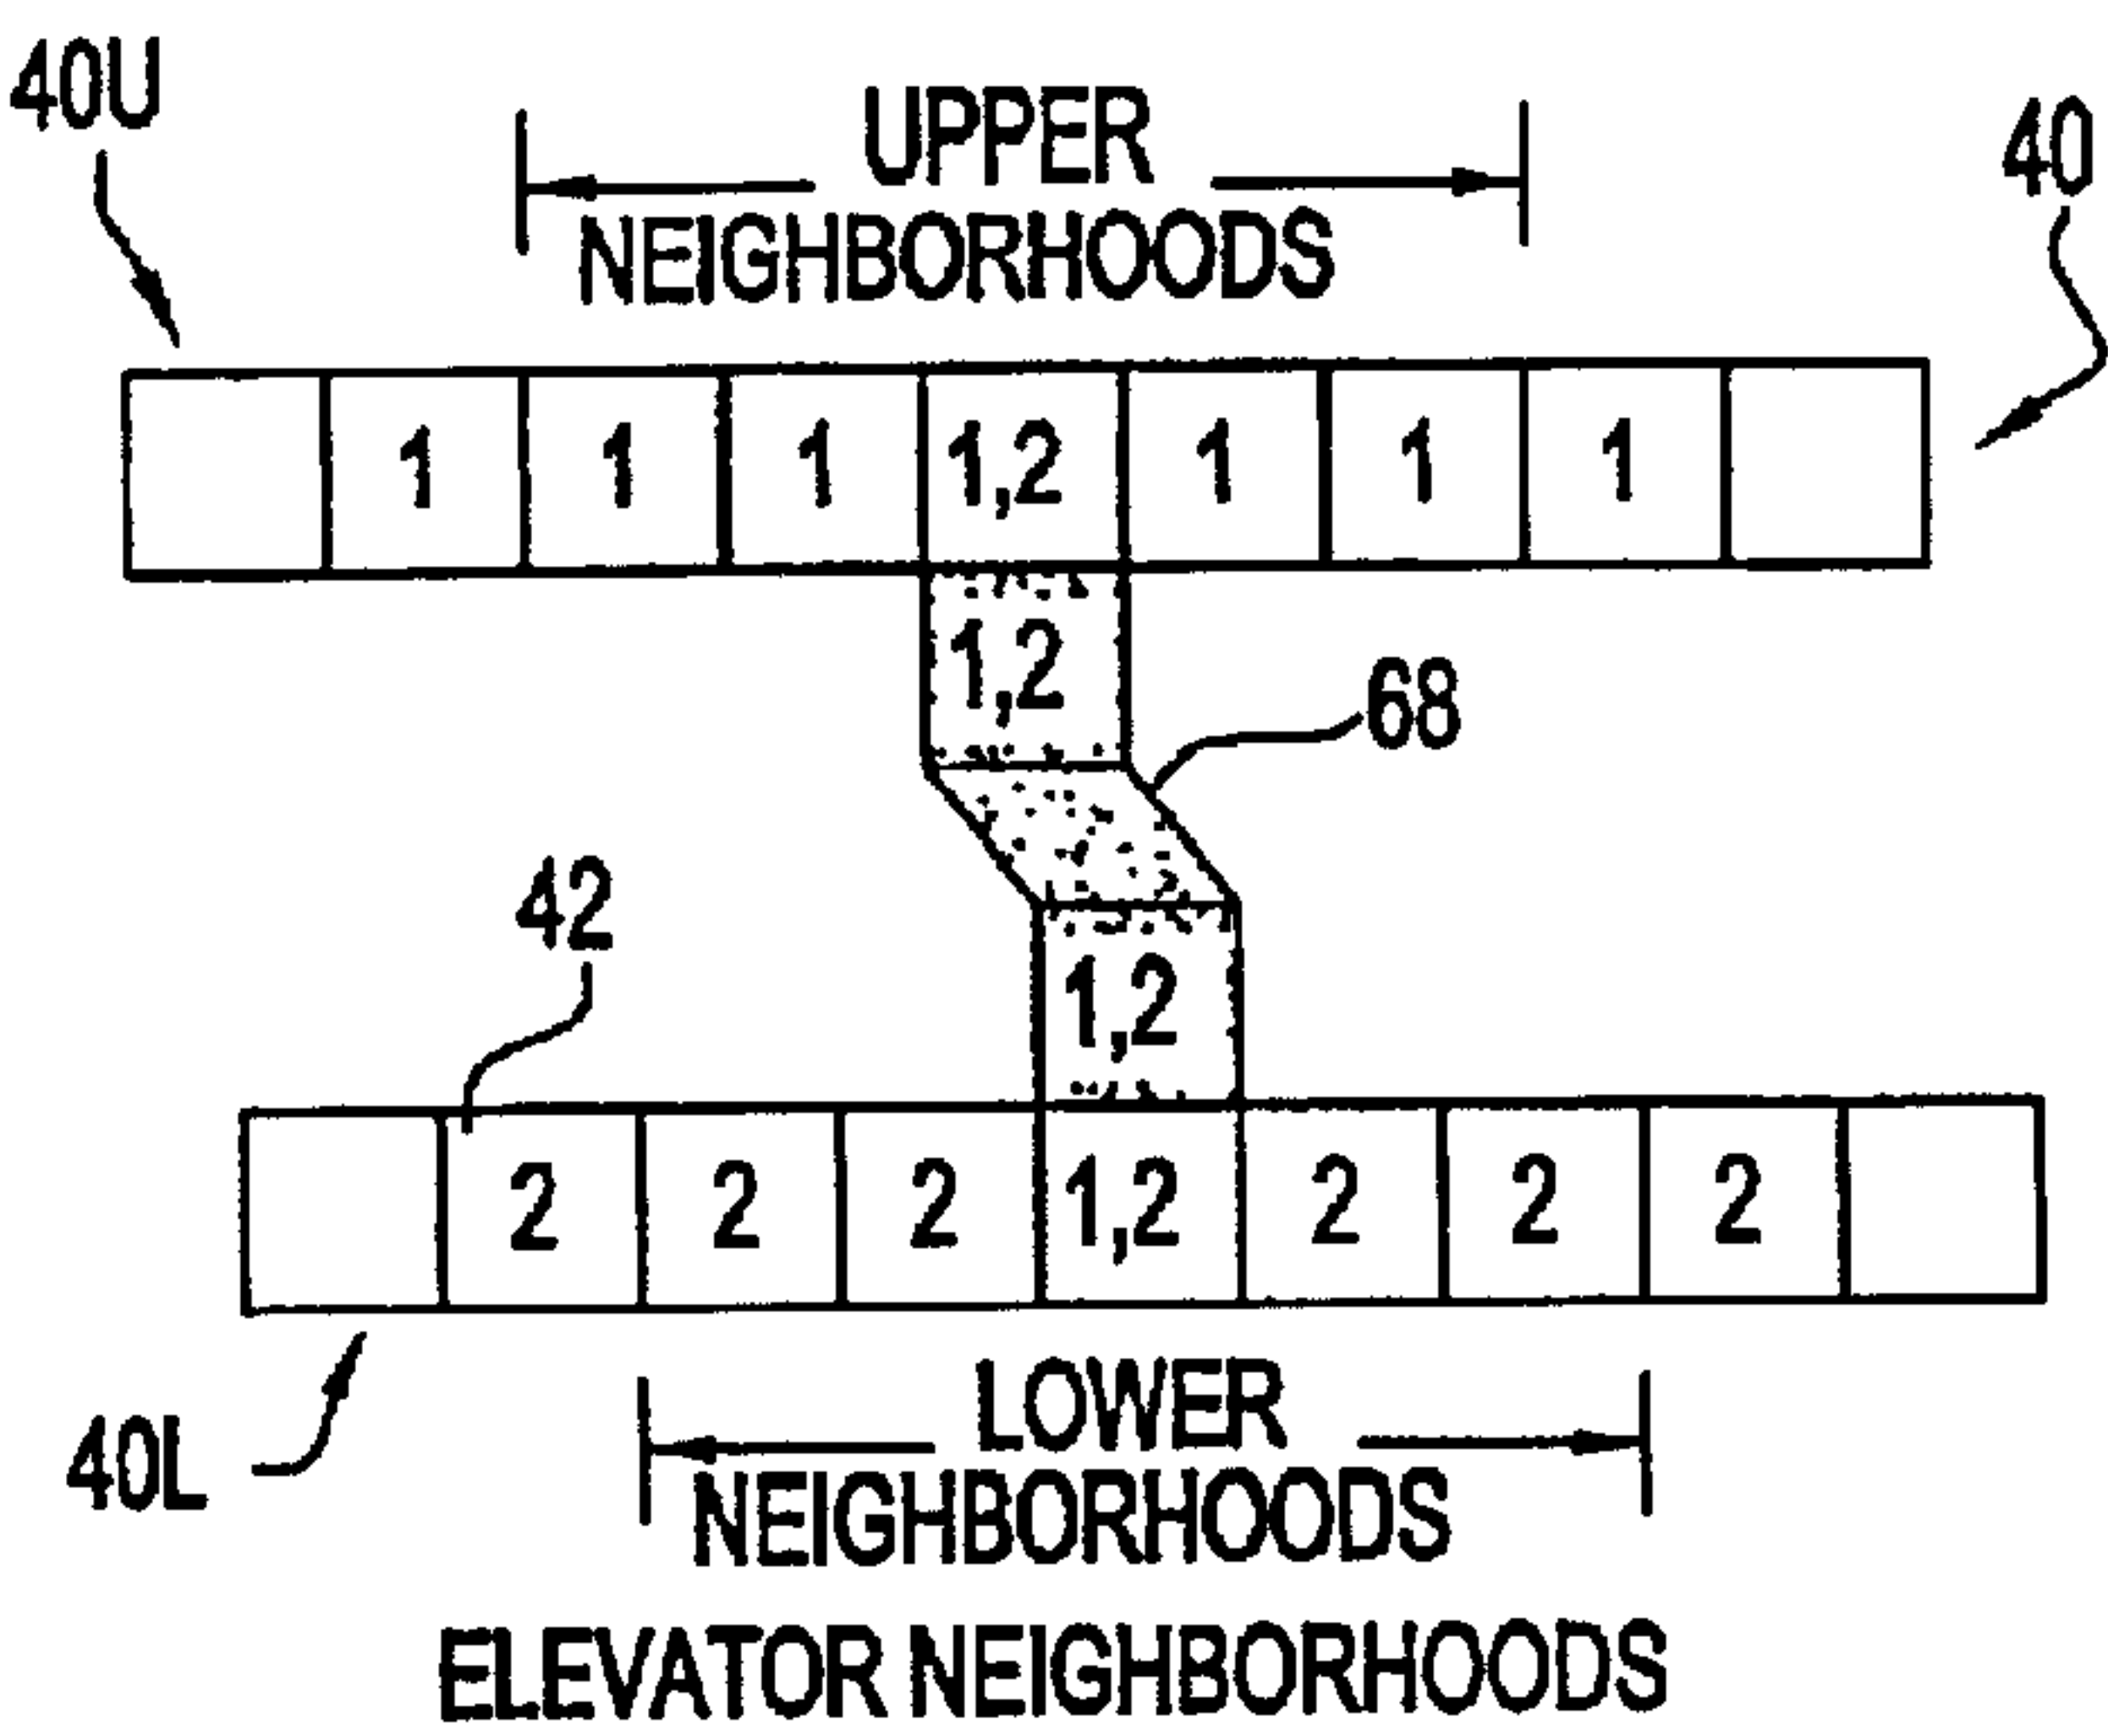 40U
UPPER
40
NEIGHBORHOODS
1 1 1 1,2 1 1 1
1,2
68
42
1,2
2 2 2 1,2 2 2 2
LOWER
40L
NEIGHBORHOODS
ELEVATOR NEIGHBORHOODS